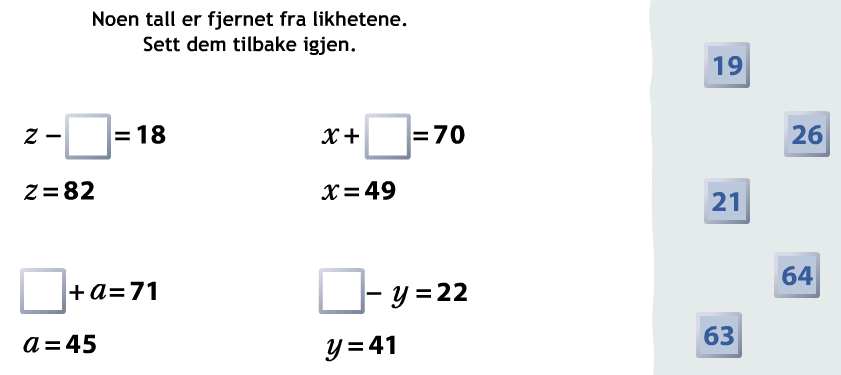 Noen tall er fjernet fra likhetene.
Sett dem tilbake igjen.
z − □ = 18
z = 82
x + □ = 70
x = 49
□ + a = 71
a = 45
□ − y = 22
y = 41
19
26
21
64
63